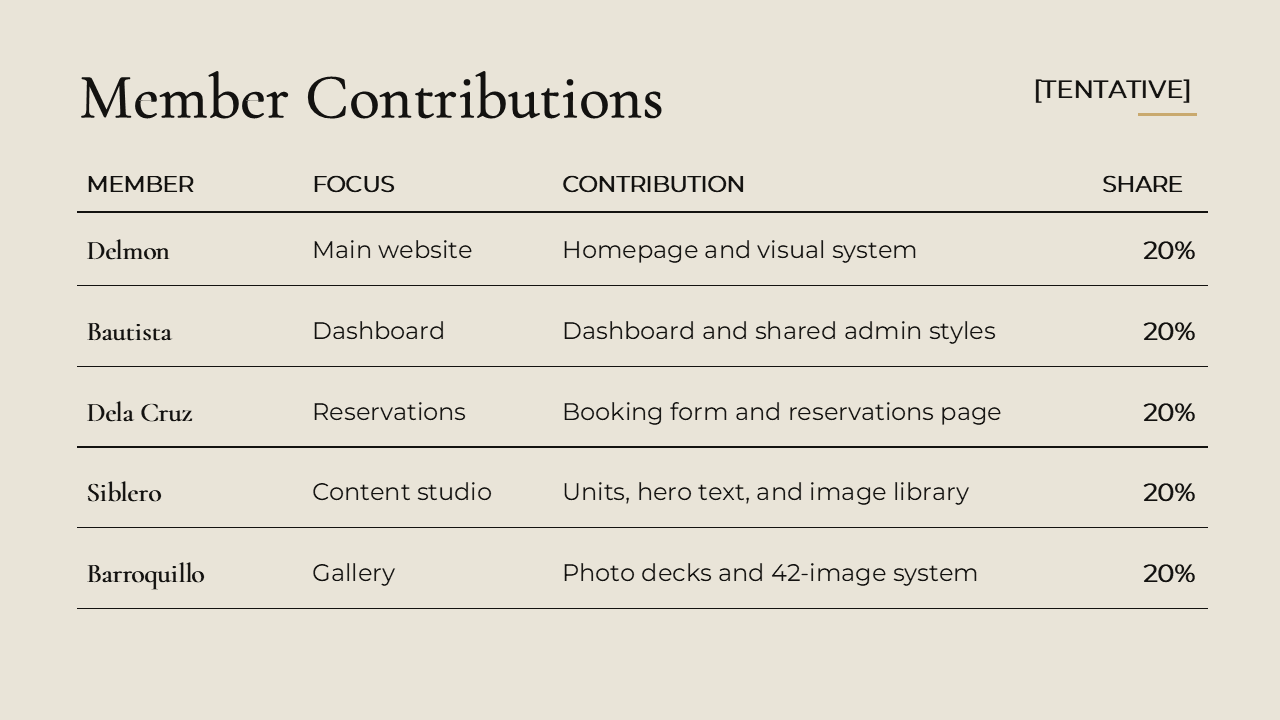 Member Contributions
[TENTATIVE]
MEMBER FOCUS CONTRIBUTION SHARE
Delmon Main website Homepage and visual system 20%
Bautista Dashboard Dashboard and shared admin styles 20%
Dela Cruz Reservations Booking form and reservations page 20%
Siblero Content studio Units, hero text, and image library 20%
Barroquillo Gallery Photo decks and 42-image system 20%